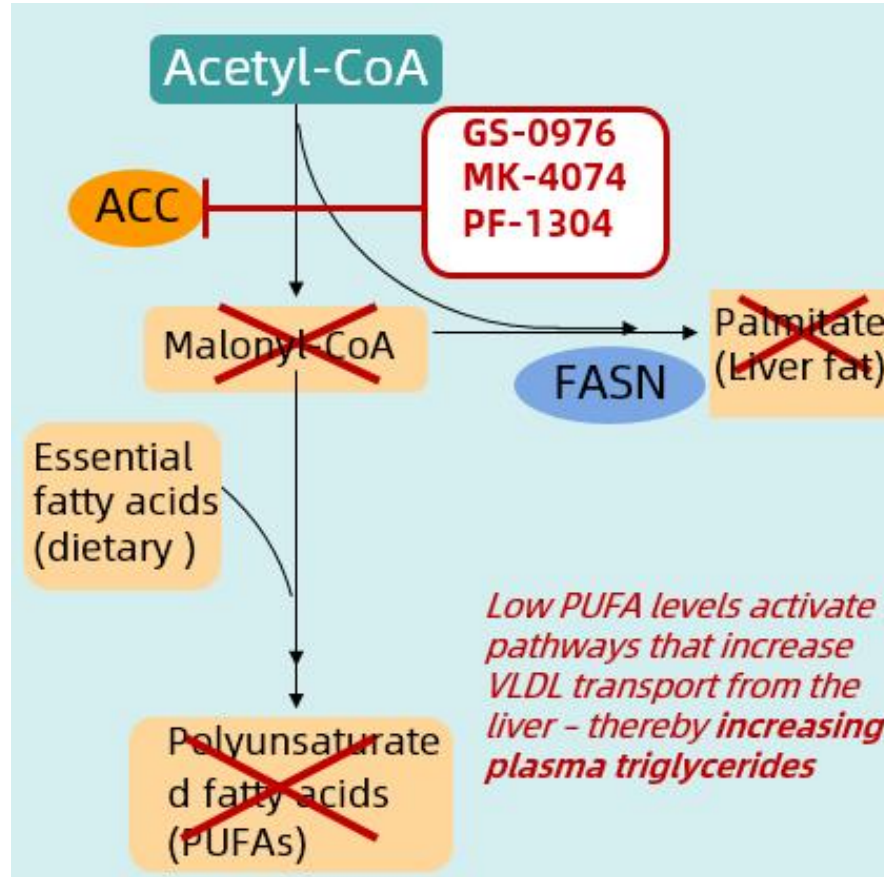 Acetyl-CoA
GS-0976
MK-4074
PF-1304
ACC
Malonyl-CoA
Palmitate
(Liver fat)
FASN
Essential
fatty acids
(dietary )
Low PUFA levels activate
pathways that increase
VLDL transport from the
liver – thereby increasing
plasma triglycerides
Polyunsaturate
d fatty acids
(PUFAs)